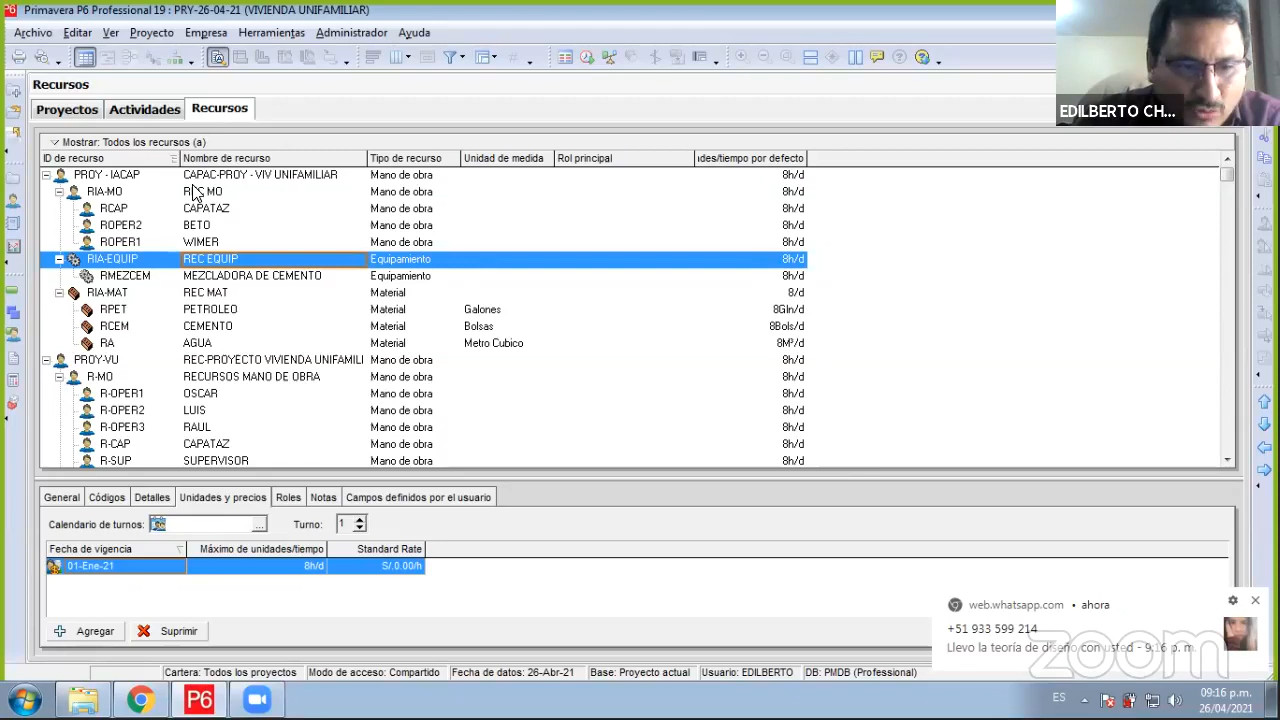 Primavera P6 Professional 19 : PRY-26-04-21 (VIVIENDA UNIFAMILIAR)
Archivo Editar Ver Proyecto Empresa Herramientas Administrador Ayuda
Recursos
Proyectos Actividades Recursos
Mostrar: Todos los recursos (a)
ID de recurso Nombre de recurso Tipo de recurso Unidad de medida Rol principal ides/tiempo por defecto
PROY - IACAP CAPAC-PROY - VIV UNIFAMILIAR Mano de obra 8h/d
RIA-MO REC MO Mano de obra 8h/d
RCAP CAPATAZ Mano de obra 8h/d
ROPER2 BETO Mano de obra 8h/d
ROPER1 WIMER Mano de obra 8h/d
RIA-EQUIP REC EQUIP Equipamiento 8h/d
RMEZCEM MEZCLADORA DE CEMENTO Equipamiento 8h/d
RIA-MAT REC MAT Material 8/d
RPET PETROLEO Material Galones 8Gln/d
RCEM CEMENTO Material Bolsas 8Bols/d
RA AGUA Material Metro Cubico 8M³/d
PROY-VU REC-PROYECTO VIVIENDA UNIFAMILI Mano de obra 8h/d
R-MO RECURSOS MANO DE OBRA Mano de obra 8h/d
R-OPER1 OSCAR Mano de obra 8h/d
R-OPER2 LUIS Mano de obra 8h/d
R-OPER3 RAUL Mano de obra 8h/d
R-CAP CAPATAZ Mano de obra 8h/d
R-SUP SUPERVISOR Mano de obra 8h/d
General Códigos Detalles Unidades y precios Roles Notas Campos definidos por el usuario
Calendario de turnos: ... Turno: 1
Fecha de vigencia Máximo de unidades/tiempo Standard Rate
01-Ene-21 8h/d S/.0.00/h
Agregar Suprimir
Cartera: Todos los proyectos Modo de acceso: Compartido Fecha de datos: 26-Abr-21 Base: Proyecto actual Usuario: EDILBERTO DB: PMDB (Professional)
EDILBERTO CH...
web.whatsapp.com • ahora
+51 933 599 214
Llevo la teoría de diseño con usted - 9:16 p. m.
zoom
P6
ES
09:16 p.m.
26/04/2021